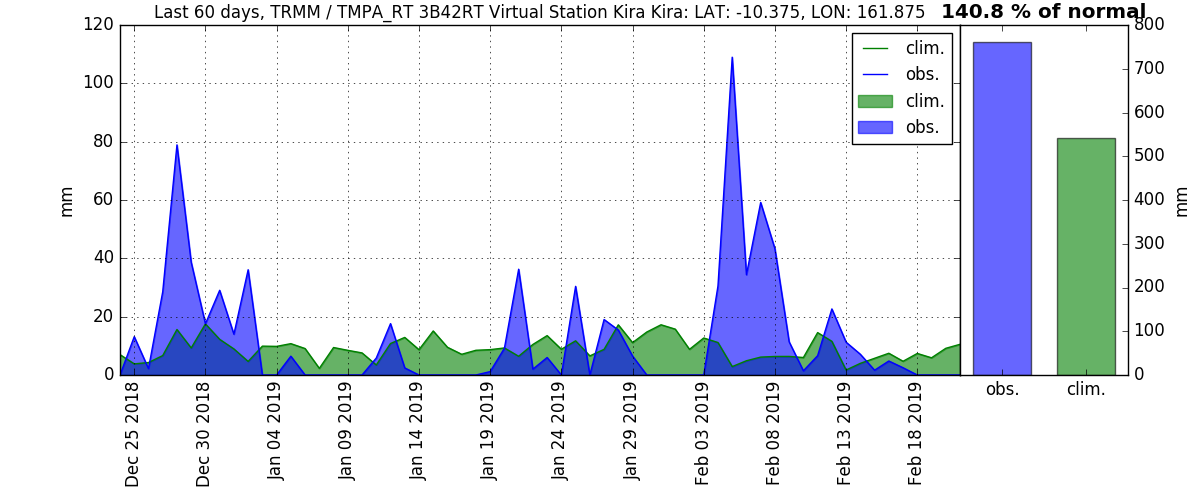 Last 60 days, TRMM / TMPA_RT 3B42RT Virtual Station Kira Kira: LAT: -10.375, LON: 161.875 140.8 % of normal
120
100
80
60
40
20
0
mm
clim.
obs.
clim.
obs.
800
700
600
500
400
300
200
100
0
mm
Dec 25 2018
Dec 30 2018
Jan 04 2019
Jan 09 2019
Jan 14 2019
Jan 19 2019
Jan 24 2019
Jan 29 2019
Feb 03 2019
Feb 08 2019
Feb 13 2019
Feb 18 2019
obs.
clim.